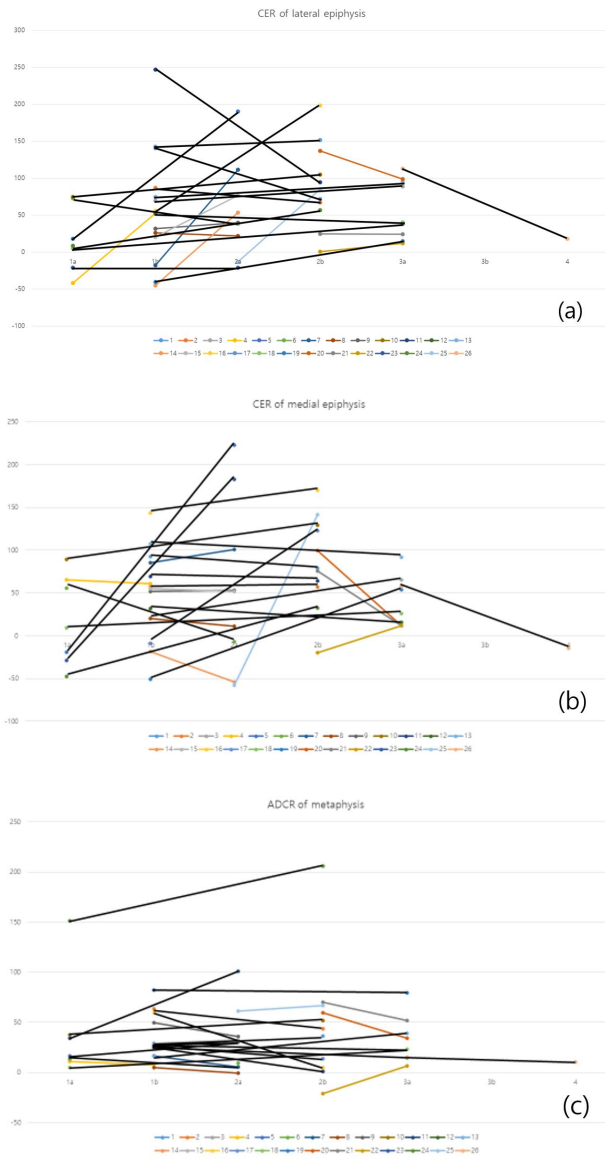 CER of lateral epiphysis
300
250
200
150
100
50
0
-50
-100
1a 1b 2a 2b 3a 3b 4
(a)
1 2 3 4 5 6 7 8 9 10 11 12 13
14 15 16 17 18 19 20 21 22 23 24 25 26
CER of medial epiphysis
250
200
150
100
50
0
-50
-100
1a 1b 2a 2b 3a 3b 4
(b)
1 2 3 4 5 6 7 8 9 10 11 12 13
14 15 16 17 18 19 20 21 22 23 24 25 26
ADCR of metaphysis
250
200
150
100
50
0
-50
1a 1b 2a 2b 3a 3b 4
(c)
1 2 3 4 5 6 7 8 9 10 11 12 13
14 15 16 17 18 19 20 21 22 23 24 25 26